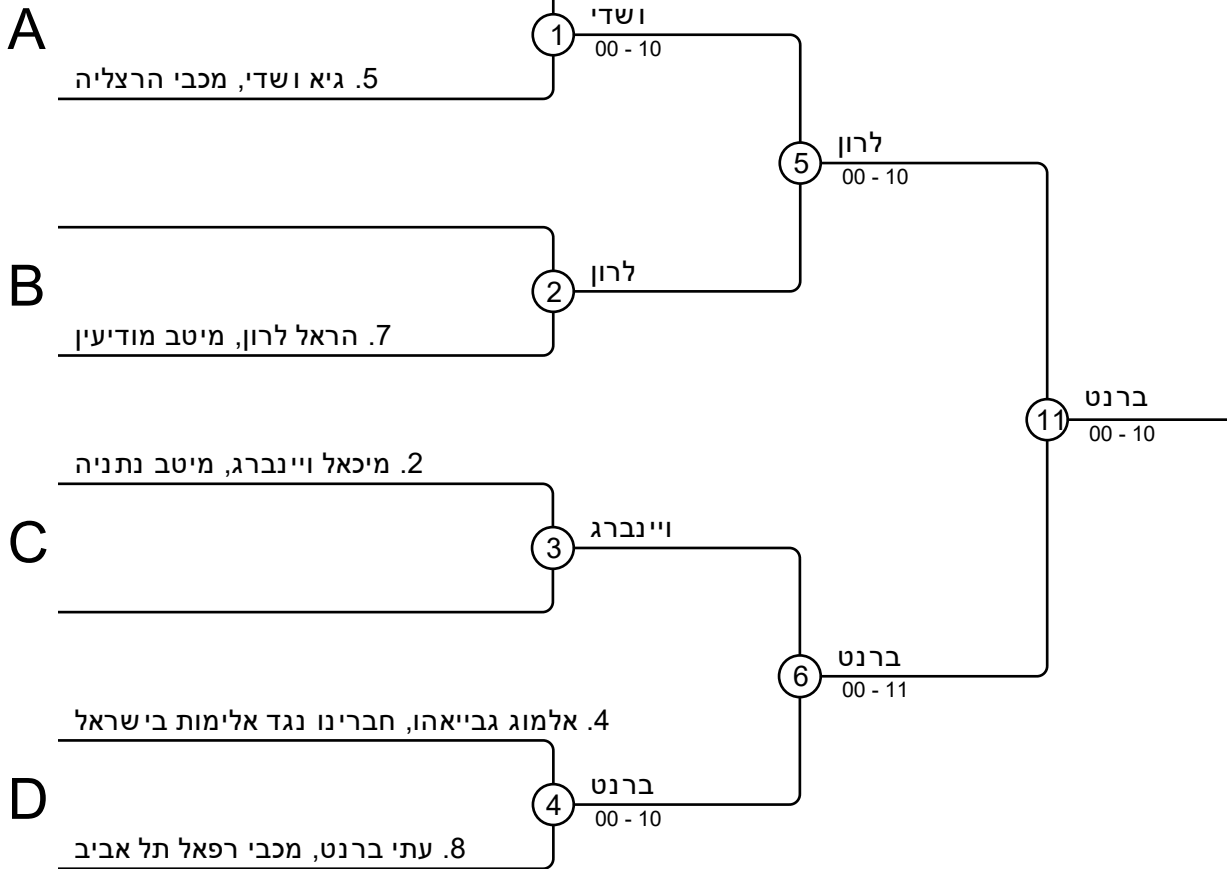 A
1
ושדי
00 - 10
5. גיא ושדי, מכבי הרצליה
5
לרון
00 - 10
B
2
לרון
7. הראל לרון, מיטב מודיעין
11
ברנט
00 - 10
2. מיכאל ויינברג, מיטב נתניה
C
3
ויינברג
6
ברנט
00 - 11
4. אלמוג גבייאהו, חברינו נגד אלימות בישראל
D
4
ברנט
00 - 10
8. עתי ברנט, מכבי רפאל תל אביב